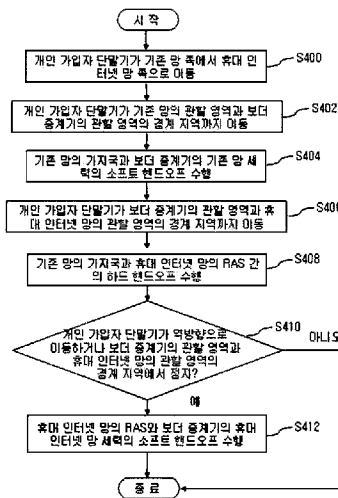 시 작
개인 가입자 단말기가 기존 망 쪽에서 휴대 인
터넷 망 쪽으로 이동
S400
개인 가입자 단말기가 기존 망의 관할 영역과 보더
중계기의 관할 영역의 경계 지역까지 이동
S402
기존 망의 기지국과 보더 중계기의 기존 망 세
력의 소프트 핸드오프 수행
S404
개인 가입자 단말기가 보더 중계기의 관할 영역과 휴
대 인터넷 망의 관할 영역의 경계 지역까지 이동
S406
기존 망의 기지국과 휴대 인터넷 망의 RAS 간
의 하드 핸드오프 수행
S408
개인 가입자 단말기가 역방향으로
이동하거나 보더 중계기의 관할 영역과
휴대 인터넷 망의 관할 영역의
경계 지역에서 정지?
S410
아니오
예
휴대 인터넷 망의 RAS와 보더 중계기의 휴대
인터넷 망 세력의 소프트 핸드오프 수행
S412
종 료